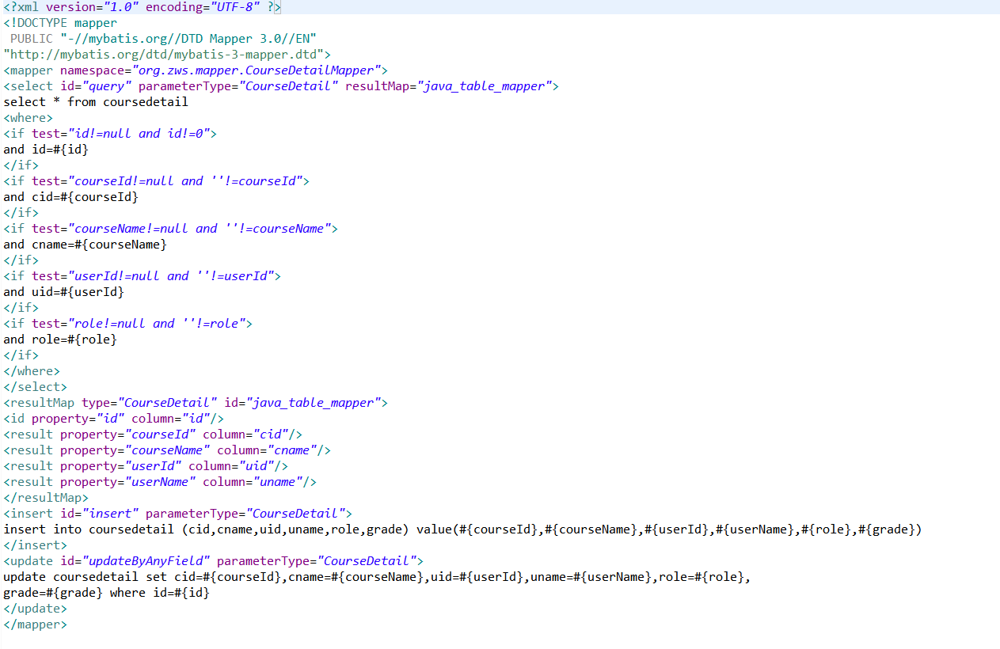 <?xml version="1.0" encoding="UTF-8" ?>
<!DOCTYPE mapper
 PUBLIC "-//mybatis.org//DTD Mapper 3.0//EN"
"http://mybatis.org/dtd/mybatis-3-mapper.dtd">
<mapper namespace="org.zws.mapper.CourseDetailMapper">
<select id="query" parameterType="CourseDetail" resultMap="java_table_mapper">
select * from coursedetail
<where>
<if test="id!=null and id!=0">
and id=#{id}
</if>
<if test="courseId!=null and ''!=courseId">
and cid=#{courseId}
</if>
<if test="courseName!=null and ''!=courseName">
and cname=#{courseName}
</if>
<if test="userId!=null and ''!=userId">
and uid=#{userId}
</if>
<if test="role!=null and ''!=role">
and role=#{role}
</if>
</where>
</select>
<resultMap type="CourseDetail" id="java_table_mapper">
<id property="id" column="id"/>
<result property="courseId" column="cid"/>
<result property="courseName" column="cname"/>
<result property="userId" column="uid"/>
<result property="userName" column="uname"/>
</resultMap>
<insert id="insert" parameterType="CourseDetail">
insert into coursedetail (cid,cname,uid,uname,role,grade) value(#{courseId},#{courseName},#{userId},#{userName},#{role},#{grade})
</insert>
<update id="updateByAnyField" parameterType="CourseDetail">
update coursedetail set cid=#{courseId},cname=#{courseName},uid=#{userId},uname=#{userName},role=#{role},
grade=#{grade} where id=#{id}
</update>
</mapper>